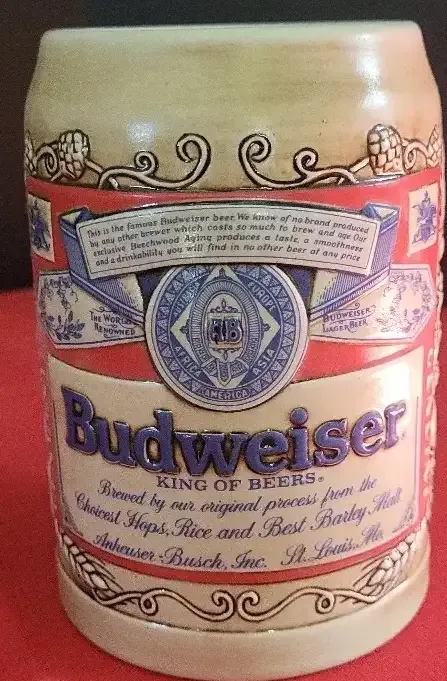 This is the famous Budweiser beer. We know of no brand produced
by any other brewer which costs so much to brew and age. Our
exclusive Beechwood Aging produces a taste, a smoothness
and a drinkability you will find in no other beer at any price
THE WORLD
RENOWNED
BUDWEISER
LAGER BEER
EUROPE
AFRICA
AB
ASIA
AMERICA
Budweiser
KING OF BEERS®
Brewed by our original process from the
Choicest Hops, Rice and Best Barley Malt
Anheuser-Busch, Inc. St. Louis, Mo.